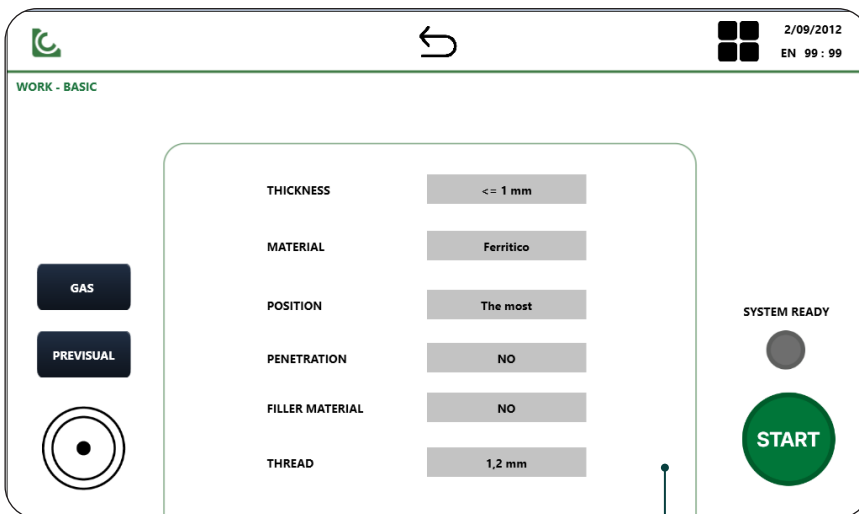 2/09/2012
EN 99 : 99
WORK - BASIC
THICKNESS <= 1 mm
MATERIAL Ferritico
GAS
POSITION The most
SYSTEM READY
PREVISUAL
PENETRATION NO
FILLER MATERIAL NO
START
THREAD 1,2 mm